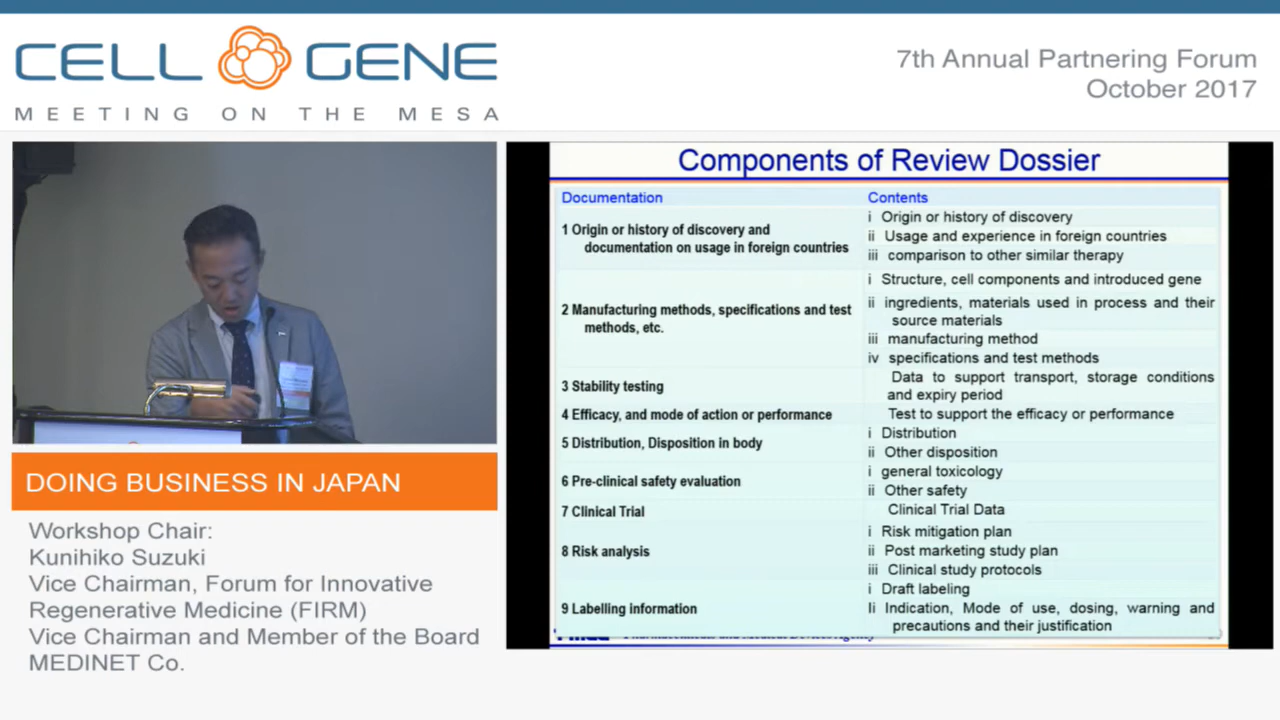 CELL GENE
MEETING ON THE MESA
7th Annual Partnering Forum
October 2017
DOING BUSINESS IN JAPAN
Workshop Chair:
Kunihiko Suzuki
Vice Chairman, Forum for Innovative
Regenerative Medicine (FIRM)
Vice Chairman and Member of the Board
MEDINET Co.
Components of Review Dossier
Documentation
Contents
1 Origin or history of discovery and
documentation on usage in foreign countries
i Origin or history of discovery
ii Usage and experience in foreign countries
iii comparison to other similar therapy
2 Manufacturing methods, specifications and test
methods, etc.
i Structure, cell components and introduced gene
ii ingredients, materials used in process and their
source materials
iii manufacturing method
iv specifications and test methods
3 Stability testing
Data to support transport, storage conditions
and expiry period
4 Efficacy, and mode of action or performance
Test to support the efficacy or performance
5 Distribution, Disposition in body
i Distribution
ii Other disposition
6 Pre-clinical safety evaluation
i general toxicology
ii Other safety
7 Clinical Trial
Clinical Trial Data
8 Risk analysis
i Risk mitigation plan
ii Post marketing study plan
iii Clinical study protocols
9 Labelling information
i Draft labeling
Ii Indication, Mode of use, dosing, warning and
precautions and their justification
Pharmaceuticals and Medical Devices Agency